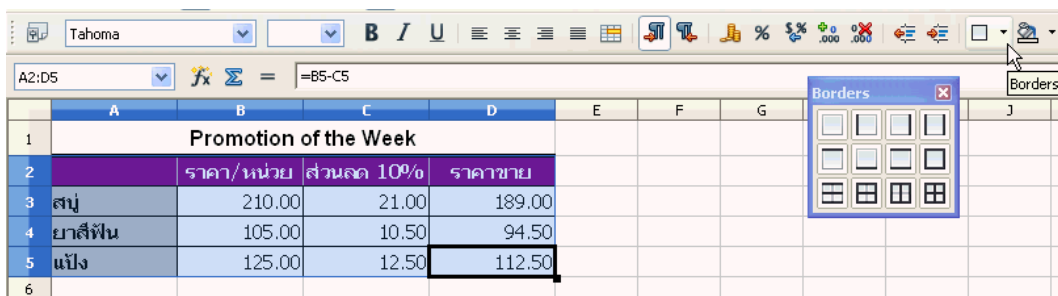 Tahoma B I U % $% .000 .000
A2:D5 fx Σ = =B5-C5 Borders
Borders
A B C D E F G J
1 Promotion of the Week
2 ราคา/หน่วย ส่วนลด 10% ราคาขาย
3 สบู่ 210.00 21.00 189.00
4 ยาสีฟัน 105.00 10.50 94.50
5 แป้ง 125.00 12.50 112.50
6